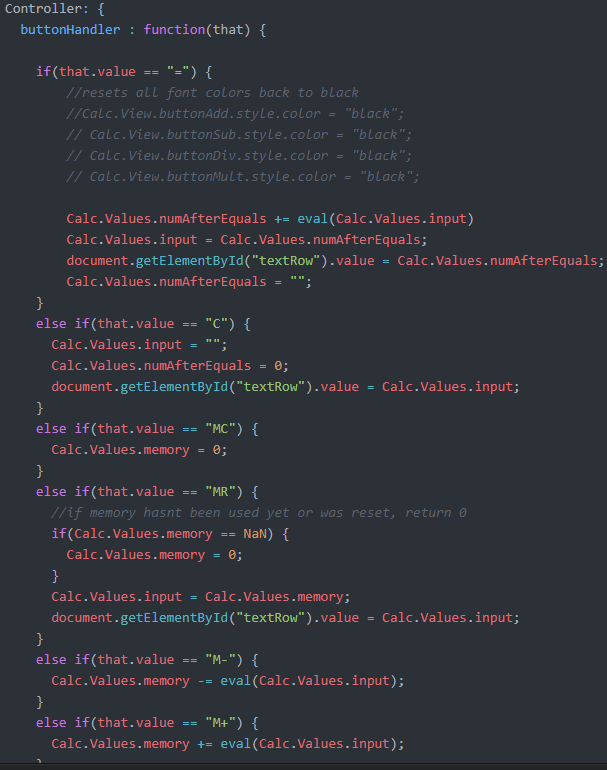 Controller: {
buttonHandler : function(that) {
if(that.value == "=") {
//resets all font colors back to black
//Calc.View.buttonAdd.style.color = "black";
// Calc.View.buttonSub.style.color = "black";
// Calc.View.buttonDiv.style.color = "black";
// Calc.View.buttonMult.style.color = "black";
Calc.Values.numAfterEquals += eval(Calc.Values.input)
Calc.Values.input = Calc.Values.numAfterEquals;
document.getElementById("textRow").value = Calc.Values.numAfterEquals;
Calc.Values.numAfterEquals = "";
}
else if(that.value == "C") {
Calc.Values.input = "";
Calc.Values.numAfterEquals = 0;
document.getElementById("textRow").value = Calc.Values.input;
}
else if(that.value == "MC") {
Calc.Values.memory = 0;
}
else if(that.value == "MR") {
//if memory hasnt been used yet or was reset, return 0
if(Calc.Values.memory == NaN) {
Calc.Values.memory = 0;
}
Calc.Values.input = Calc.Values.memory;
document.getElementById("textRow").value = Calc.Values.input;
}
else if(that.value == "M-") {
Calc.Values.memory -= eval(Calc.Values.input);
}
else if(that.value == "M+") {
Calc.Values.memory += eval(Calc.Values.input);
}